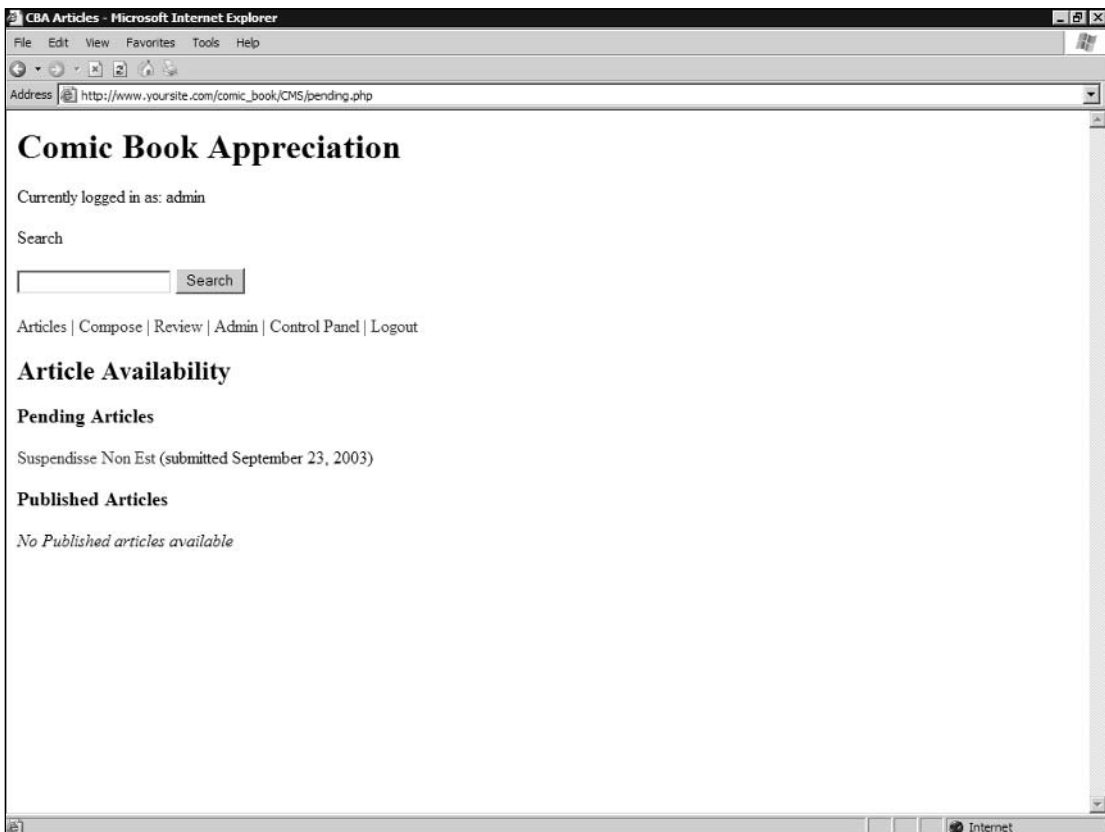 CBA Articles - Microsoft Internet Explorer
File Edit View Favorites Tools Help
Address http://www.yoursite.com/comic_book/CMS/pending.php
Comic Book Appreciation
Currently logged in as: admin
Search
Search
Articles | Compose | Review | Admin | Control Panel | Logout
Article Availability
Pending Articles
Suspendisse Non Est (submitted September 23, 2003)
Published Articles
No Published articles available
Internet